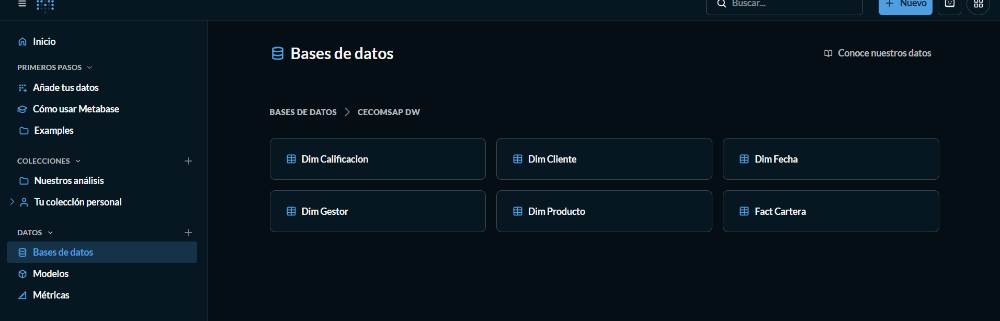 Buscar...
Nuevo
Inicio
PRIMEROS PASOS
Añade tus datos
Cómo usar Metabase
Examples
COLECCIONES
Nuestros análisis
Tu colección personal
DATOS
Bases de datos
Modelos
Métricas
Bases de datos
Conoce nuestros datos
BASES DE DATOS > CECOMSAP DW
Dim Calificacion
Dim Cliente
Dim Fecha
Dim Gestor
Dim Producto
Fact Cartera